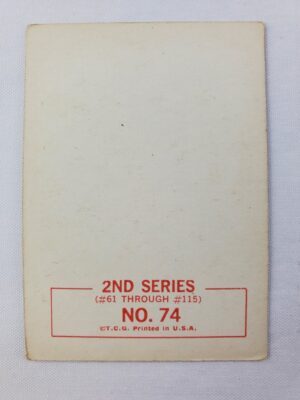 2ND SERIES
(#61 THROUGH #115)
NO. 74
©T.C.G. Printed in U.S.A.